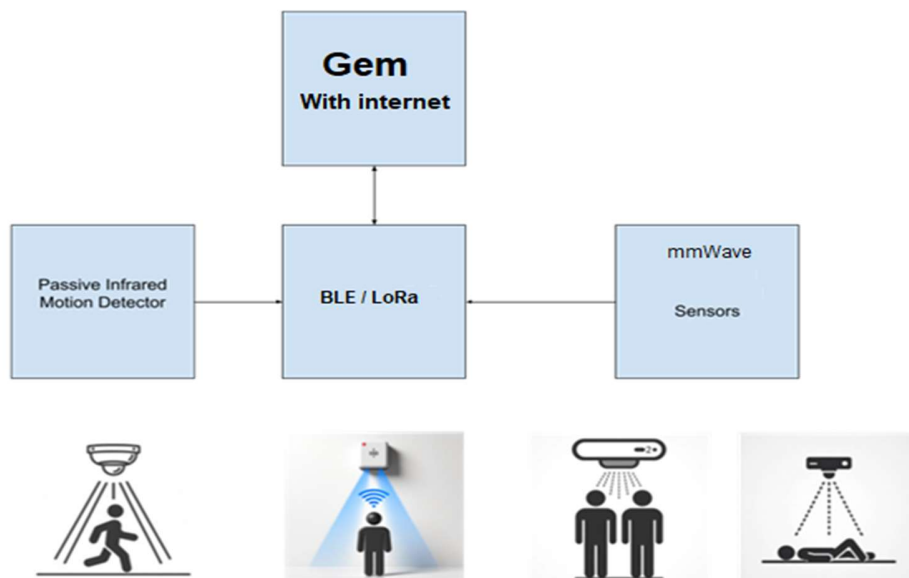 Gem
With internet
Passive Infrared
Motion Detector
BLE / LoRa
mmWave
Sensors